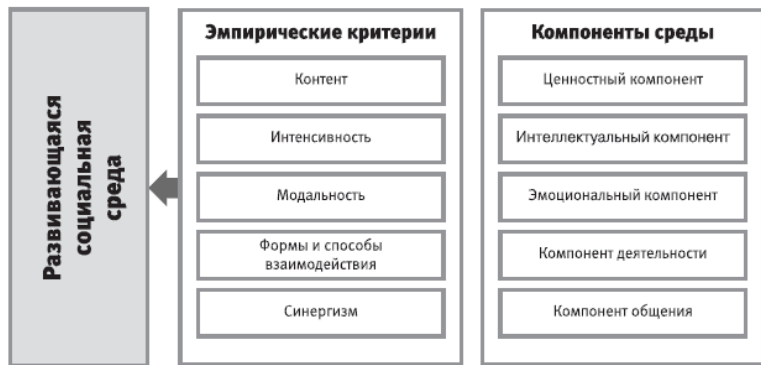 Развивающаяся
социальная
среда
Эмпирические критерии
Контент
Интенсивность
Модальность
Формы и способы
взаимодействия
Синергизм
Компоненты среды
Ценностный компонент
Интеллектуальный компонент
Эмоциональный компонент
Компонент деятельности
Компонент общения